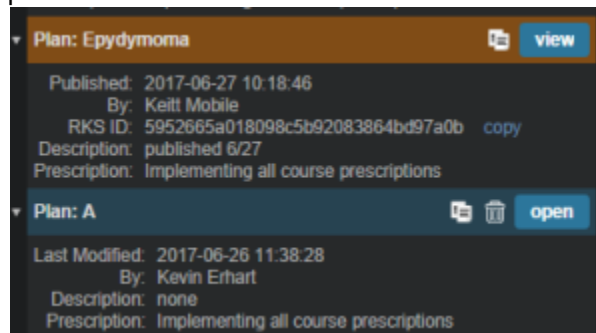 Plan: Epydymoma view
Published: 2017-06-27 10:18:46
By: Keitt Mobile
RKS ID: 5952665a018098c5b92083864bd97a0b copy
Description: published 6/27
Prescription: Implementing all course prescriptions
Plan: A open
Last Modified: 2017-06-26 11:38:28
By: Kevin Erhart
Description: none
Prescription: Implementing all course prescriptions